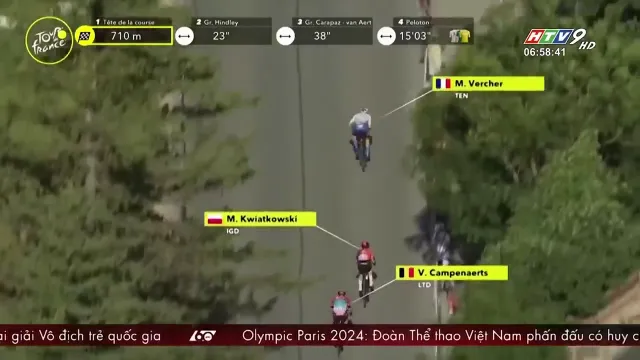 TOUR france
1 Tête de la course
710 m
2 Gr. Hindley
23"
3 Gr. Carapaz - van Aert
38"
4 Peloton
15'03"
HTV9 HD
06:58:41
M. Vercher
TEN
M. Kwiatkowski
IGD
V. Campenaerts
LTD
ai giải Vô địch trẻ quốc gia
Olympic Paris 2024: Đoàn Thể thao Việt Nam phấn đấu có huy c